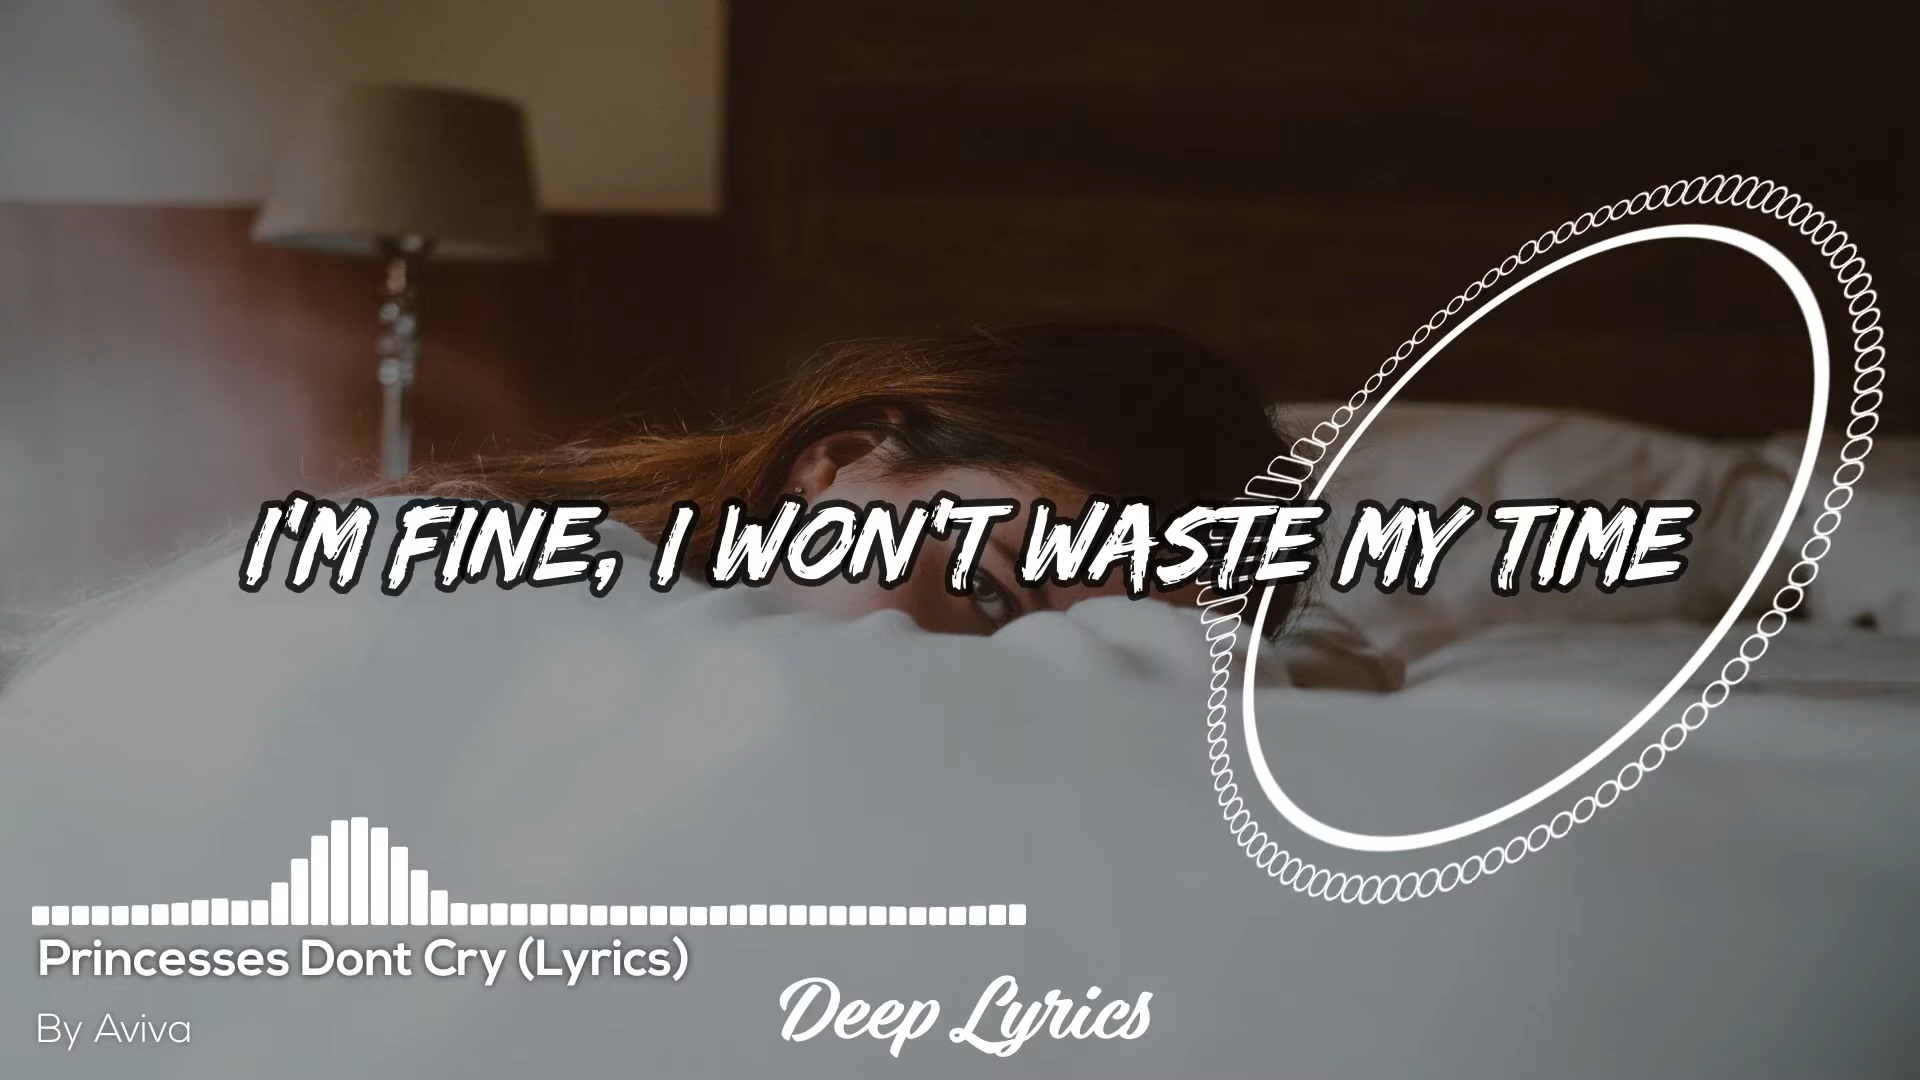 I'M FINE, I WON'T WASTE MY TIME
Princesses Dont Cry (Lyrics)
By Aviva
Deep Lyrics